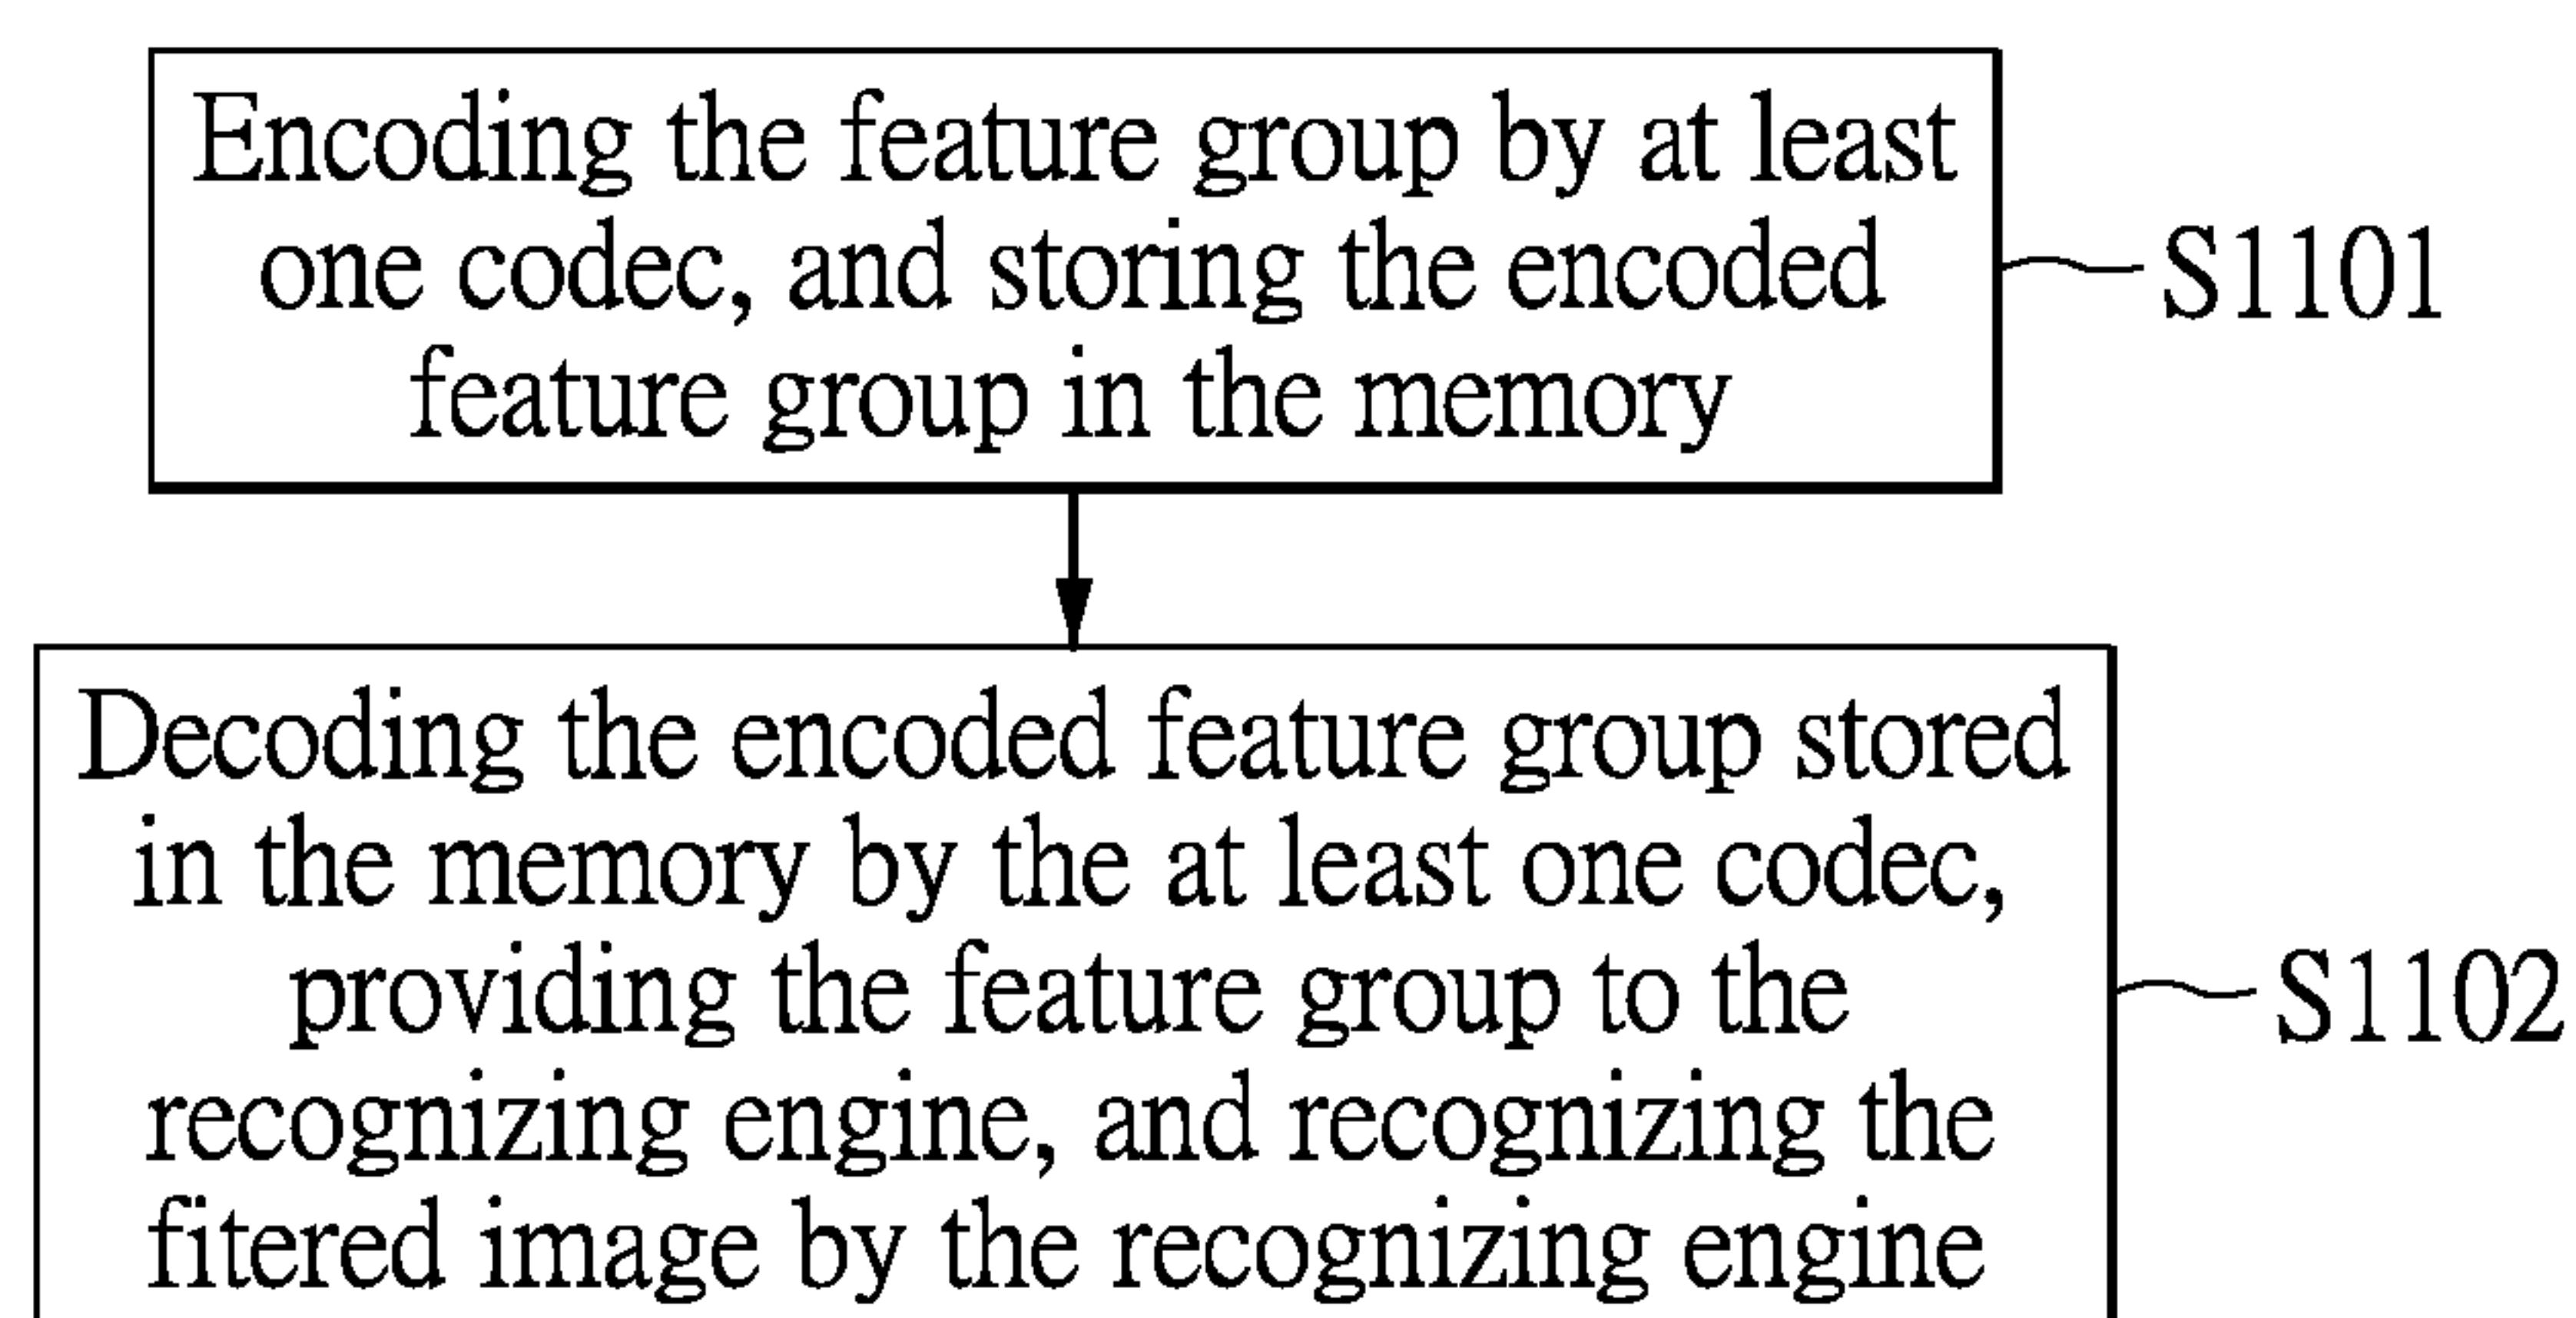 Encoding the feature group by at least
one codec, and storing the encoded
feature group in the memory
S1101
Decoding the encoded feature group stored
in the memory by the at least one codec,
providing the feature group to the
recognizing engine, and recognizing the
fitered image by the recognizing engine
S1102